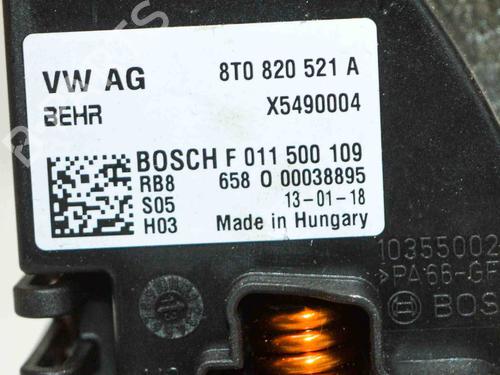 VW AG 8T0 820 521 A
BEHR X5490004
BOSCH F 011 500 109
RB8 658 O 00038895
S05 13-01-18
H03 Made in Hungary
10355002
>PA66-GF
BOS